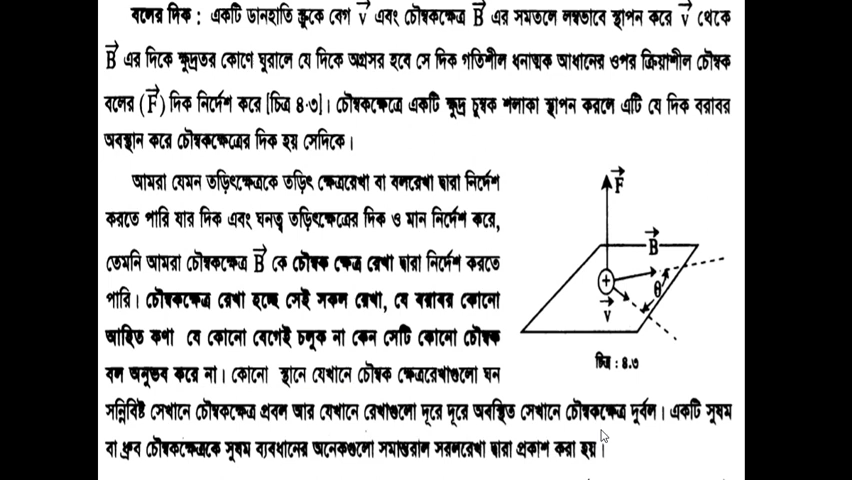 বলের দিক : একটি ডানহাতি স্ক্রুকে বেগ v এবং চৌম্বকক্ষেত্র B এর সমতলে লম্বভাবে স্থাপন করে v থেকে
B এর দিকে ক্ষুদ্রতর কোণে ঘুরালে যে দিকে অগ্রসর হবে সে দিক গতিশীল ধনাত্মক আধানের ওপর ক্রিয়াশীল চৌম্বক
বলের (F) দিক নির্দেশ করে [চিত্র ৪·৩]। চৌম্বকক্ষেত্রে একটি ক্ষুদ্র চুম্বক শলাকা স্থাপন করলে এটি যে দিক বরাবর
অবস্থান করে চৌম্বকক্ষেত্রের দিক হয় সেদিকে।
আমরা যেমন তড়িৎক্ষেত্রকে তড়িৎ ক্ষেত্ররেখা বা বলরেখা দ্বারা নির্দেশ
করতে পারি যার দিক এবং ঘনত্ব তড়িৎক্ষেত্রের দিক ও মান নির্দেশ করে,
তেমনি আমরা চৌম্বকক্ষেত্র B কে চৌম্বক ক্ষেত্র রেখা দ্বারা নির্দেশ করতে
পারি। চৌম্বকক্ষেত্র রেখা হচ্ছে সেই সকল রেখা, যে বরাবর কোনো
আহিত কণা যে কোনো বেগেই চলুক না কেন সেটি কোনো চৌম্বক
বল অনুভব করে না। কোনো স্থানে যেখানে চৌম্বক ক্ষেত্ররেখাগুলো ঘন
সন্নিবিষ্ট সেখানে চৌম্বকক্ষেত্র প্রবল আর যেখানে রেখাগুলো দূরে দূরে অবস্থিত সেখানে চৌম্বকক্ষেত্র দুর্বল। একটি সুষম
বা ধ্রুব চৌম্বকক্ষেত্রকে সুষম ব্যবধানের অনেকগুলো সমান্তরাল সরলরেখা দ্বারা প্রকাশ করা হয়।
F
B
+
θ
v
চিত্র : ৪.৩